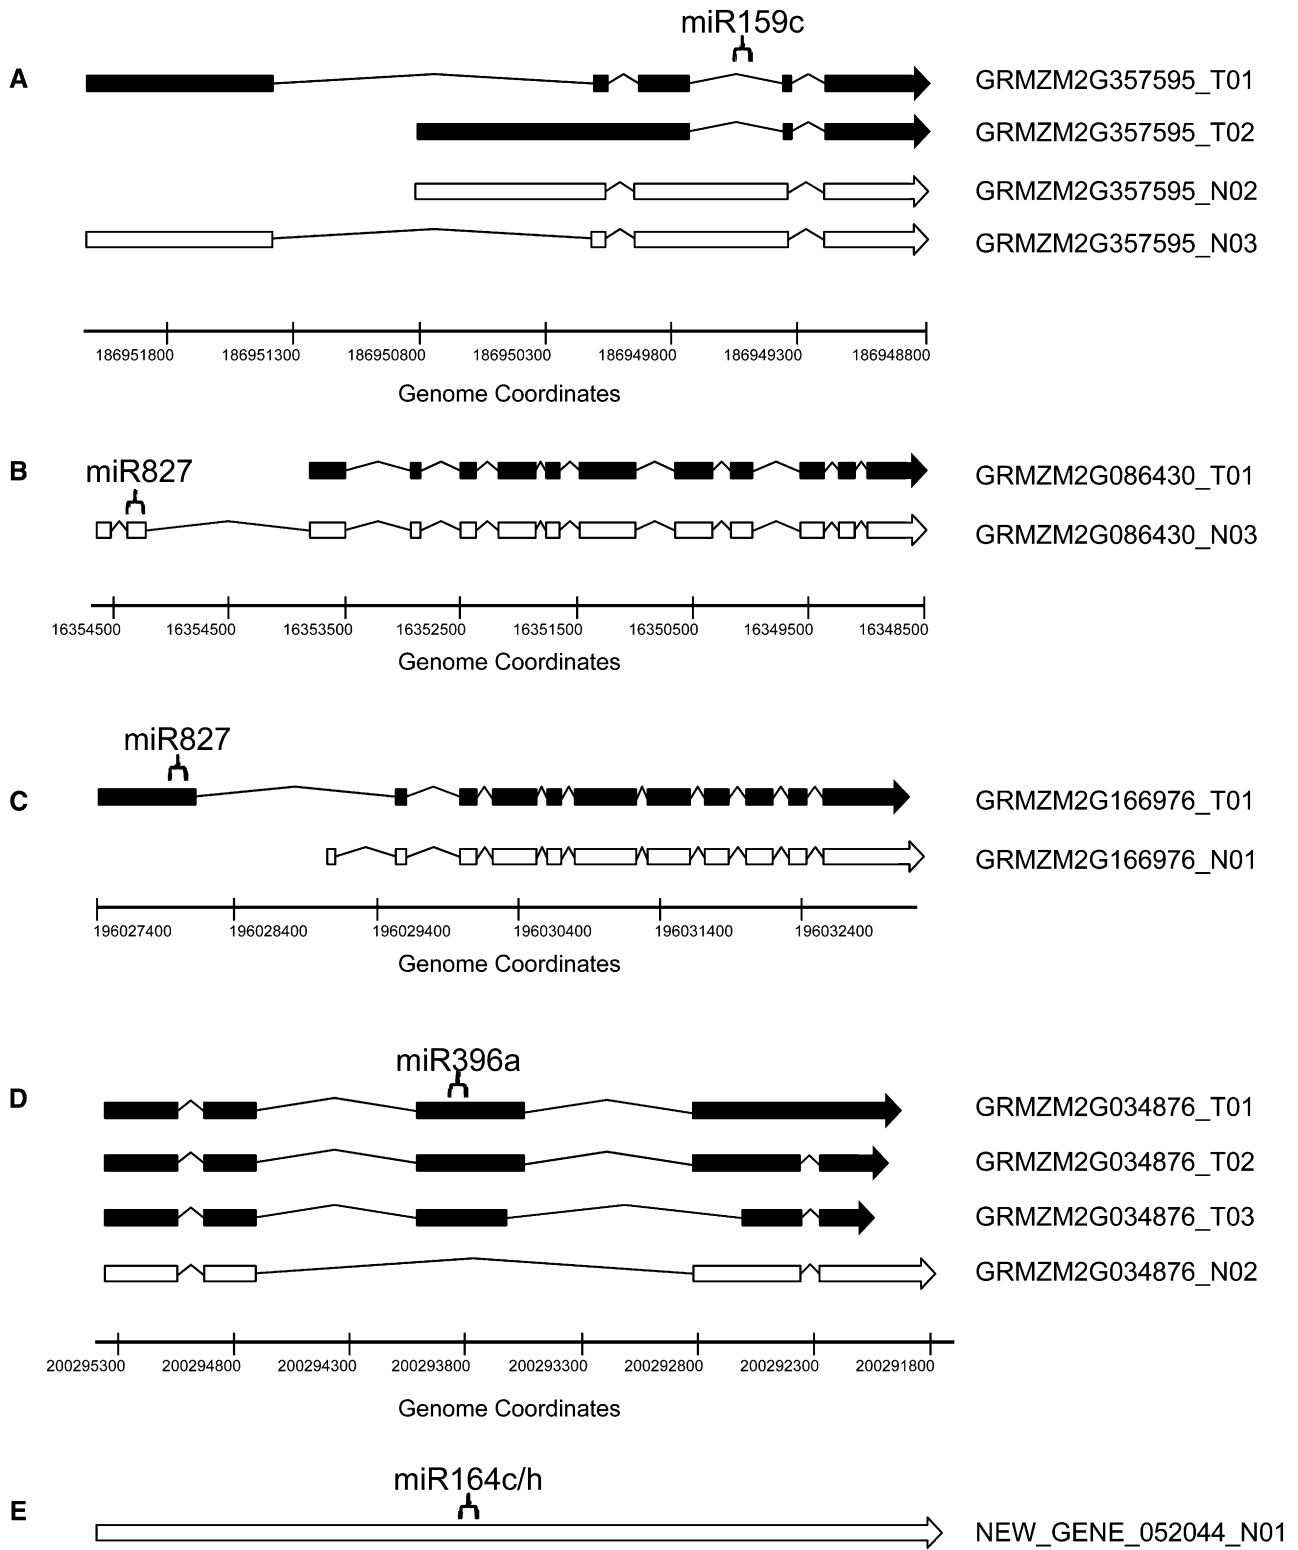 miR159c
A
GRMZM2G357595_T01
GRMZM2G357595_T02
GRMZM2G357595_N02
GRMZM2G357595_N03
186951800 186951300 186950800 186950300 186949800 186949300 186948800
Genome Coordinates
B
miR827
GRMZM2G086430_T01
GRMZM2G086430_N03
16354500 16354500 16353500 16352500 16351500 16350500 16349500 16348500
Genome Coordinates
miR827
C
GRMZM2G166976_T01
GRMZM2G166976_N01
196027400 196028400 196029400 196030400 196031400 196032400
Genome Coordinates
miR396a
D
GRMZM2G034876_T01
GRMZM2G034876_T02
GRMZM2G034876_T03
GRMZM2G034876_N02
200295300 200294800 200294300 200293800 200293300 200292800 200292300 200291800
Genome Coordinates
miR164c/h
E
NEW_GENE_052044_N01